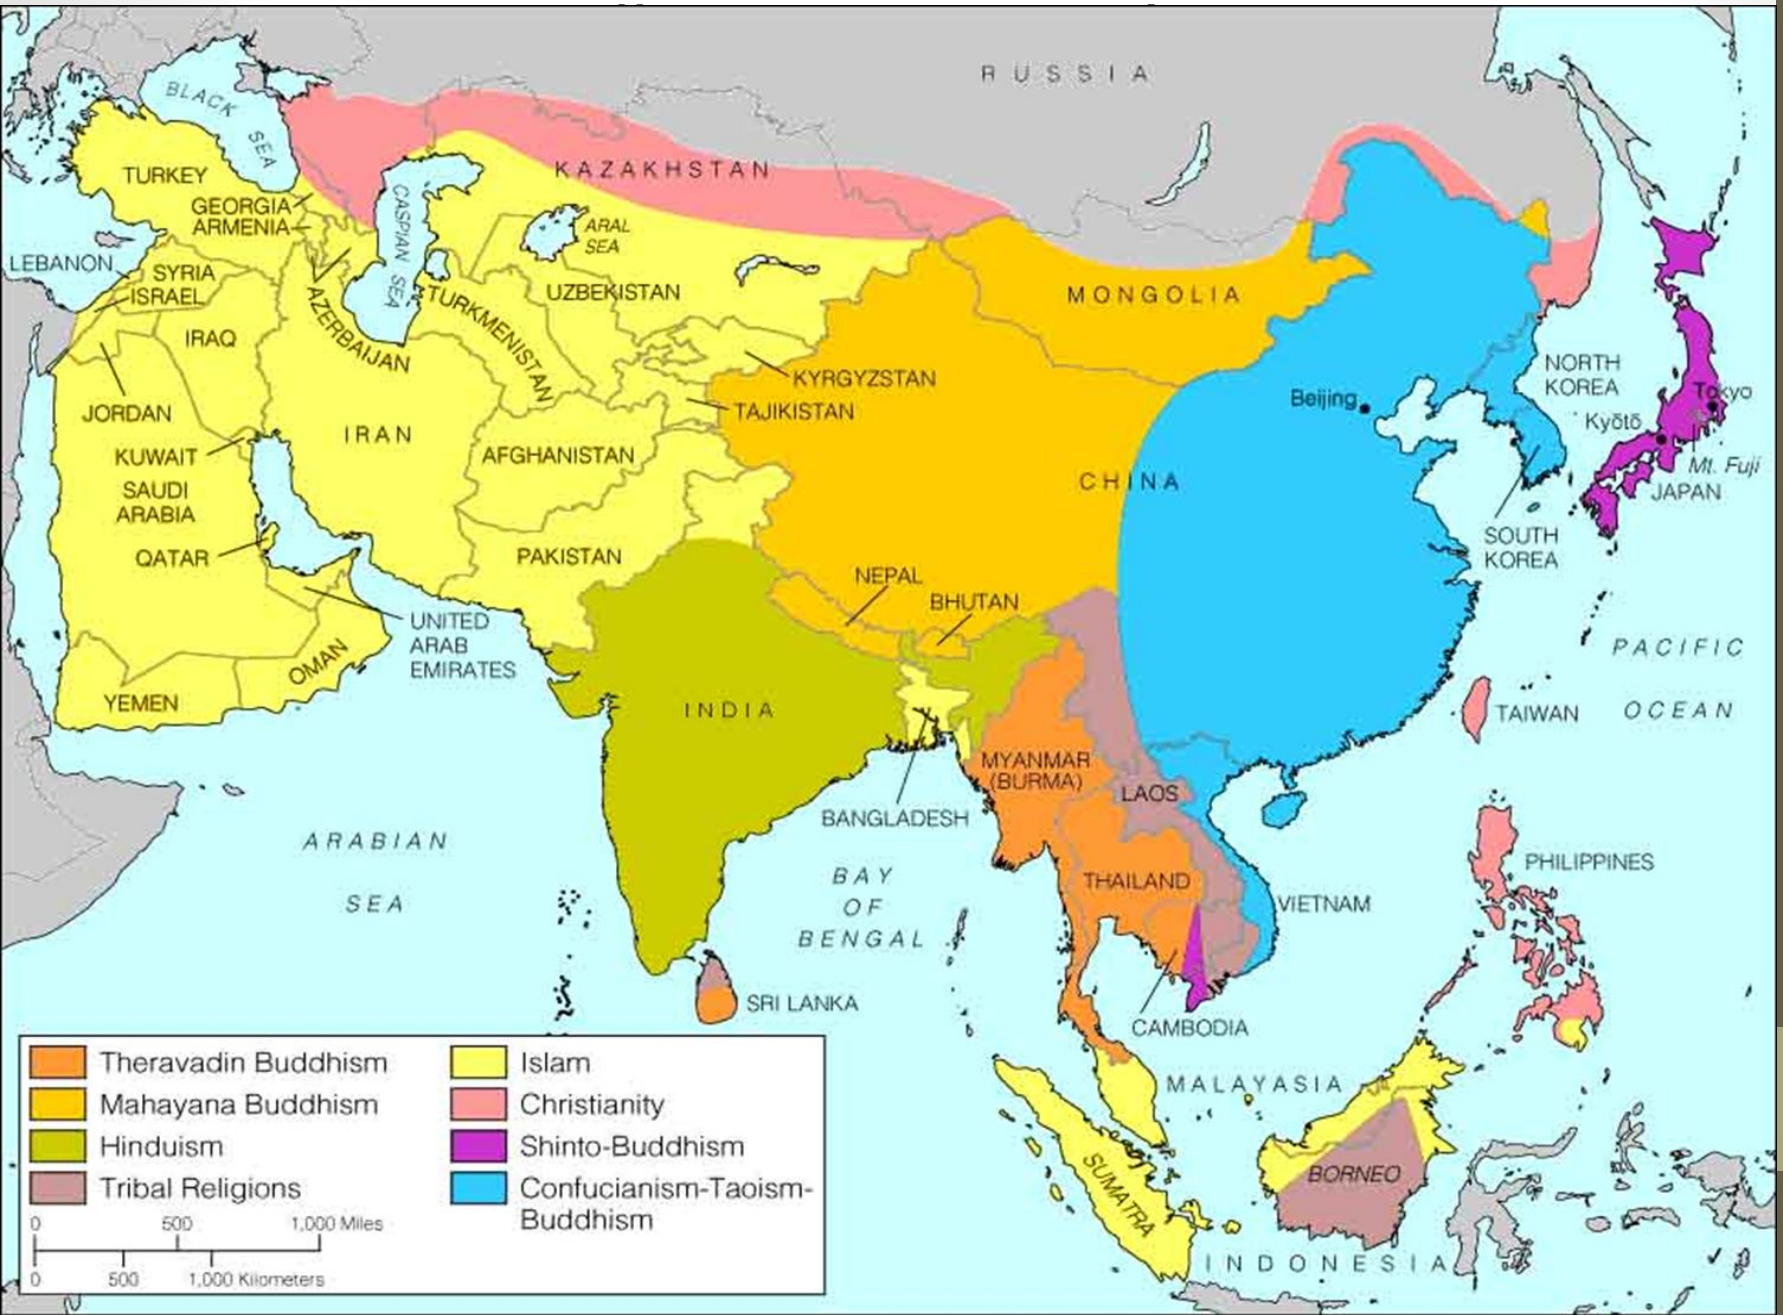 RUSSIA
BLACK
SEA
KAZAKHSTAN
TURKEY
GEORGIA
ARMENIA
CASPIAN SEA
ARAL
SEA
LEBANON
SYRIA
ISRAEL
AZERBAIJAN
TURKMENISTAN
UZBEKISTAN
MONGOLIA
IRAQ
KYRGYZSTAN
NORTH
KOREA
Beijing
Tokyo
JORDAN
TAJIKISTAN
Kyōtō
IRAN
KUWAIT
AFGHANISTAN
Mt. Fuji
JAPAN
CHINA
SAUDI
ARABIA
SOUTH
KOREA
QATAR
PAKISTAN
NEPAL
BHUTAN
UNITED
ARAB
EMIRATES
OMAN
YEMEN
PACIFIC
OCEAN
INDIA
TAIWAN
MYANMAR
(BURMA)
LAOS
BANGLADESH
ARABIAN
SEA
BAY
OF
BENGAL
THAILAND
VIETNAM
PHILIPPINES
SRI LANKA
CAMBODIA
MALAYASIA
SUMATRA
BORNEO
INDONESIA
Theravadin Buddhism
Mahayana Buddhism
Hinduism
Tribal Religions
Islam
Christianity
Shinto-Buddhism
Confucianism-Taoism-
Buddhism
0 500 1,000 Miles
0 500 1,000 Kilometers